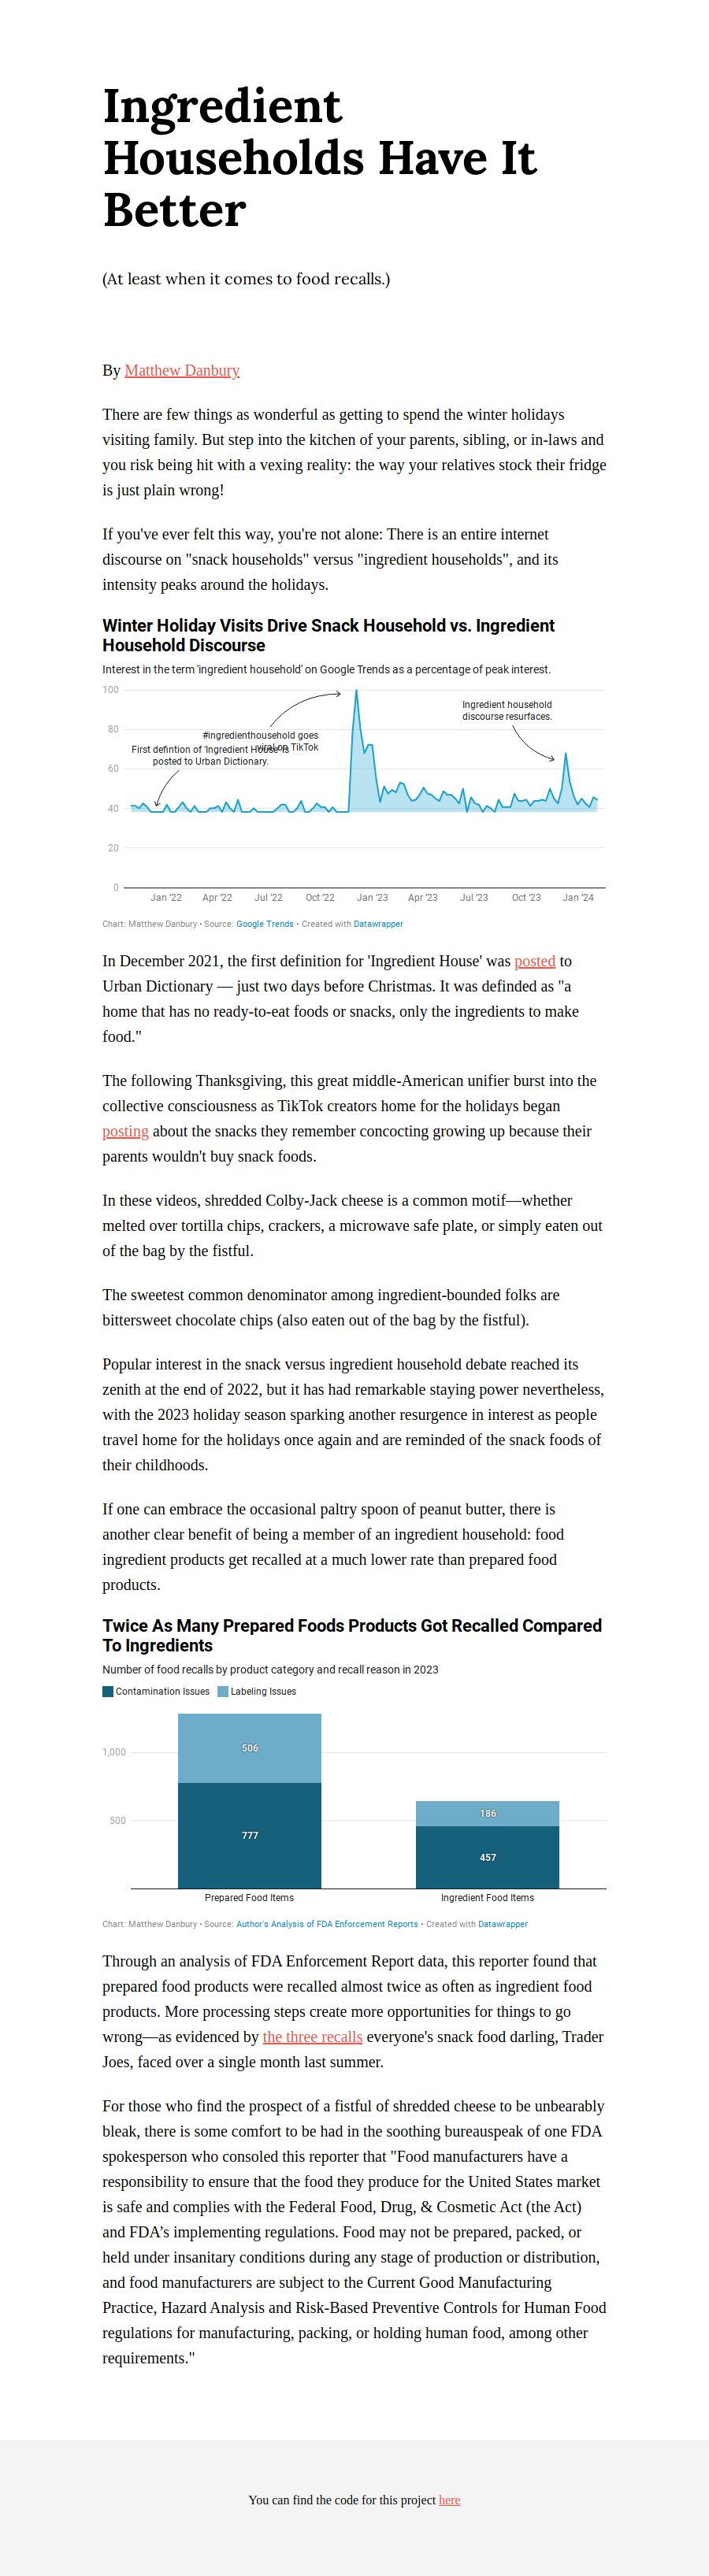 Ingredient
Households Have It
Better
(At least when it comes to food recalls.)
By Matthew Danbury
There are few things as wonderful as getting to spend the winter holidays
visiting family. But step into the kitchen of your parents, sibling, or in-laws and
you risk being hit with a vexing reality: the way your relatives stock their fridge
is just plain wrong!
If you've ever felt this way, you're not alone: There is an entire internet
discourse on "snack households" versus "ingredient households", and its
intensity peaks around the holidays.
Winter Holiday Visits Drive Snack Household vs. Ingredient
Household Discourse
Interest in the term 'ingredient household' on Google Trends as a percentage of peak interest.
100
80
60
40
20
0
#ingredienthousehold goes
viral on TikTok
First defintion of 'Ingredient House' is
posted to Urban Dictionary.
Ingredient household
discourse resurfaces.
Jan '22 Apr '22 Jul '22 Oct '22 Jan '23 Apr '23 Jul '23 Oct '23 Jan '24
Chart: Matthew Danbury • Source: Google Trends • Created with Datawrapper
In December 2021, the first definition for 'Ingredient House' was posted to
Urban Dictionary — just two days before Christmas. It was definded as "a
home that has no ready-to-eat foods or snacks, only the ingredients to make
food."
The following Thanksgiving, this great middle-American unifier burst into the
collective consciousness as TikTok creators home for the holidays began
posting about the snacks they remember concocting growing up because their
parents wouldn't buy snack foods.
In these videos, shredded Colby-Jack cheese is a common motif—whether
melted over tortilla chips, crackers, a microwave safe plate, or simply eaten out
of the bag by the fistful.
The sweetest common denominator among ingredient-bounded folks are
bittersweet chocolate chips (also eaten out of the bag by the fistful).
Popular interest in the snack versus ingredient household debate reached its
zenith at the end of 2022, but it has had remarkable staying power nevertheless,
with the 2023 holiday season sparking another resurgence in interest as people
travel home for the holidays once again and are reminded of the snack foods of
their childhoods.
If one can embrace the occasional paltry spoon of peanut butter, there is
another clear benefit of being a member of an ingredient household: food
ingredient products get recalled at a much lower rate than prepared food
products.
Twice As Many Prepared Foods Products Got Recalled Compared
To Ingredients
Number of food recalls by product category and recall reason in 2023
Contamination Issues Labeling Issues
1,000
500
506
777
186
457
Prepared Food Items Ingredient Food Items
Chart: Matthew Danbury • Source: Author's Analysis of FDA Enforcement Reports • Created with Datawrapper
Through an analysis of FDA Enforcement Report data, this reporter found that
prepared food products were recalled almost twice as often as ingredient food
products. More processing steps create more opportunities for things to go
wrong—as evidenced by the three recalls everyone's snack food darling, Trader
Joes, faced over a single month last summer.
For those who find the prospect of a fistful of shredded cheese to be unbearably
bleak, there is some comfort to be had in the soothing bureauspeak of one FDA
spokesperson who consoled this reporter that "Food manufacturers have a
responsibility to ensure that the food they produce for the United States market
is safe and complies with the Federal Food, Drug, & Cosmetic Act (the Act)
and FDA’s implementing regulations. Food may not be prepared, packed, or
held under insanitary conditions during any stage of production or distribution,
and food manufacturers are subject to the Current Good Manufacturing
Practice, Hazard Analysis and Risk-Based Preventive Controls for Human Food
regulations for manufacturing, packing, or holding human food, among other
requirements."
You can find the code for this project here